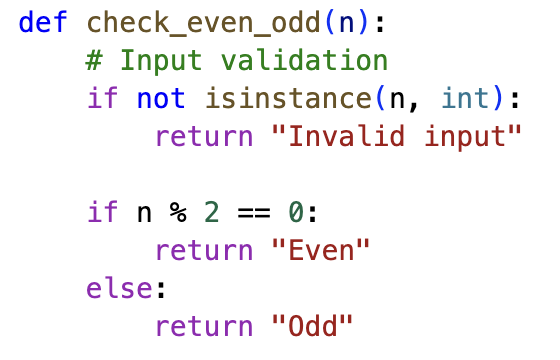 def check_even_odd(n):
    # Input validation
    if not isinstance(n, int):
        return "Invalid input"

    if n % 2 == 0:
        return "Even"
    else:
        return "Odd"